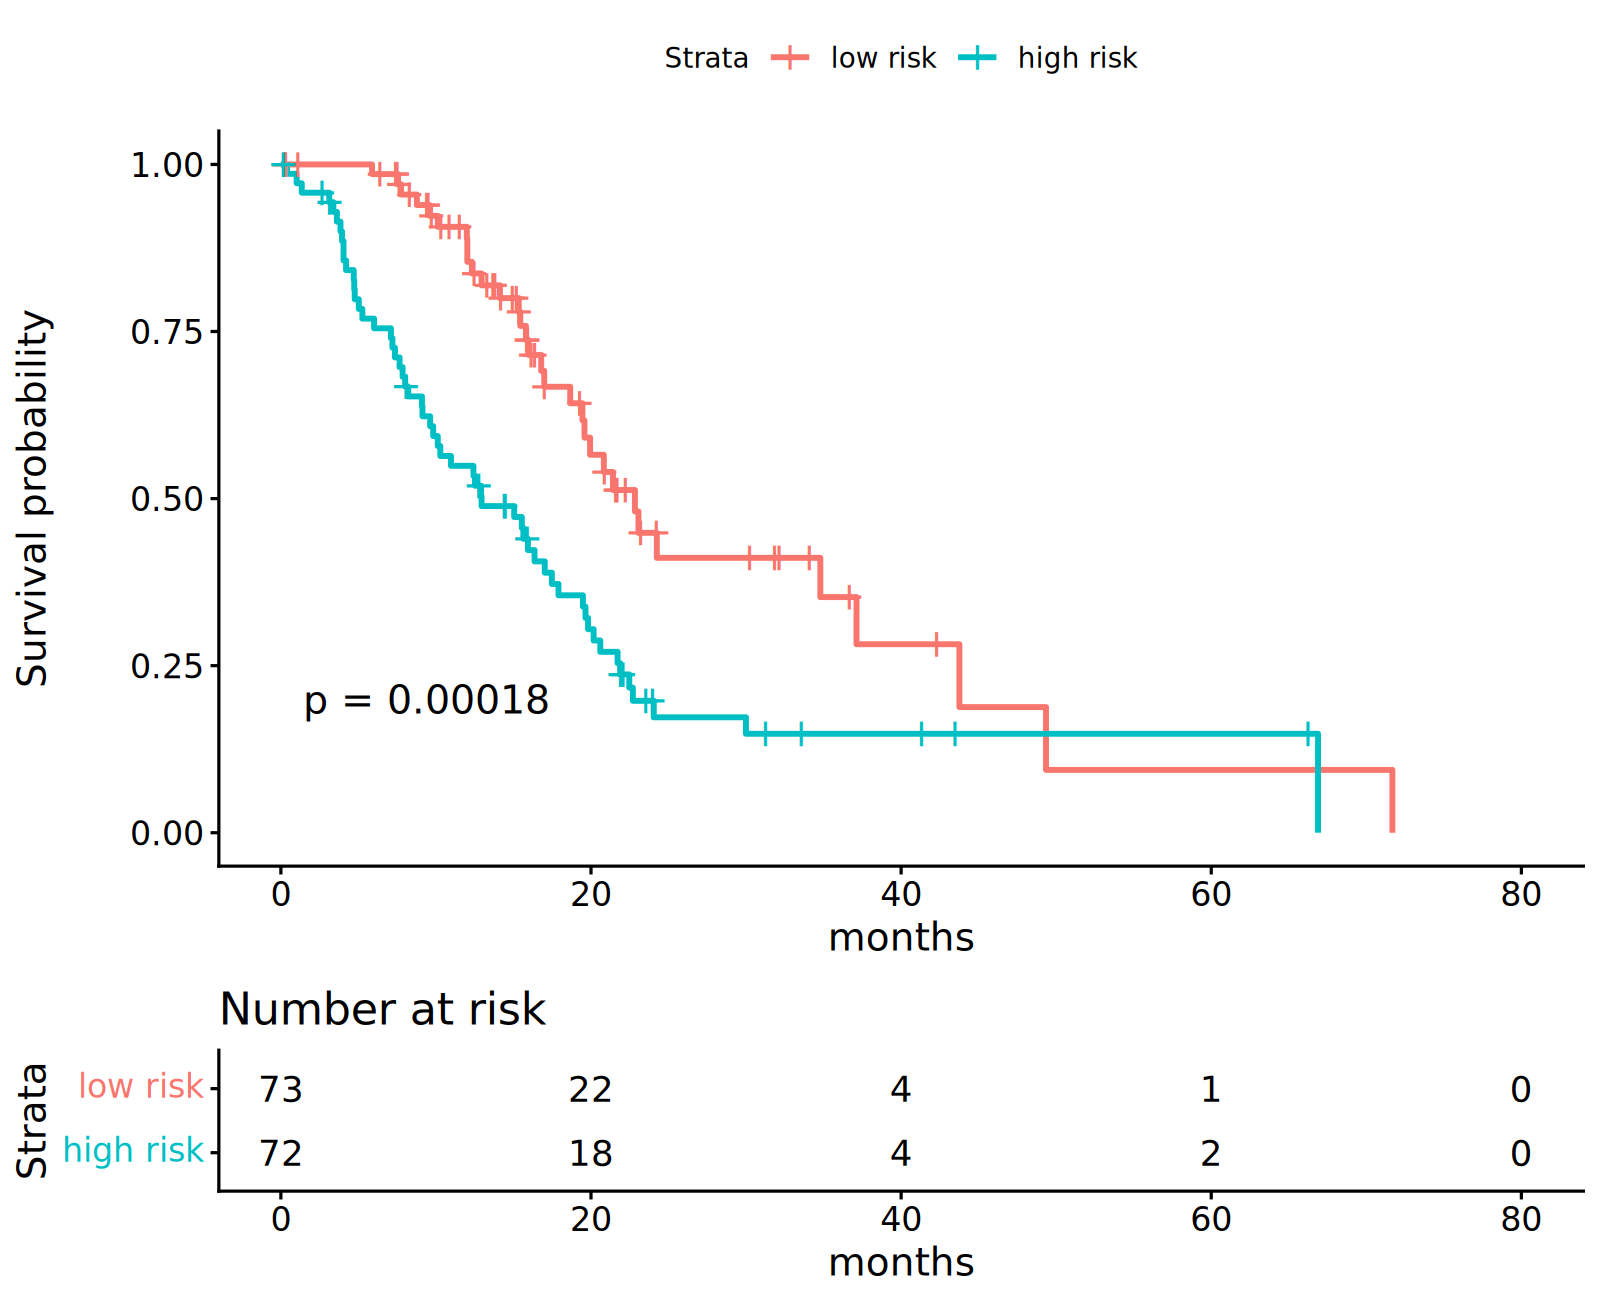 Strata low risk high risk
Survival probability
1.00
0.75
0.50
0.25
0.00
p = 0.00018
0 20 40 60 80
months
Number at risk
Strata
low risk 73 22 4 1 0
high risk 72 18 4 2 0
0 20 40 60 80
months